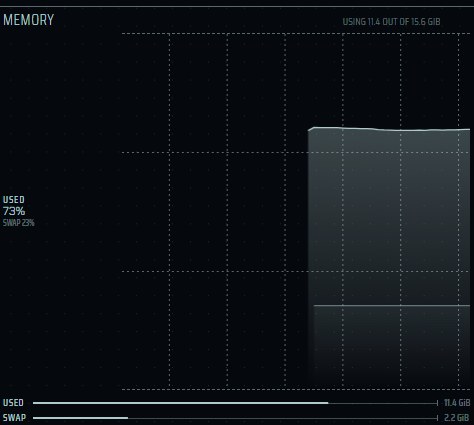 MEMORY
USING 11.4 OUT OF 15.6 GIB
USED
73%
SWAP 23%
USED 11.4 GiB
SWAP 2.2 GiB